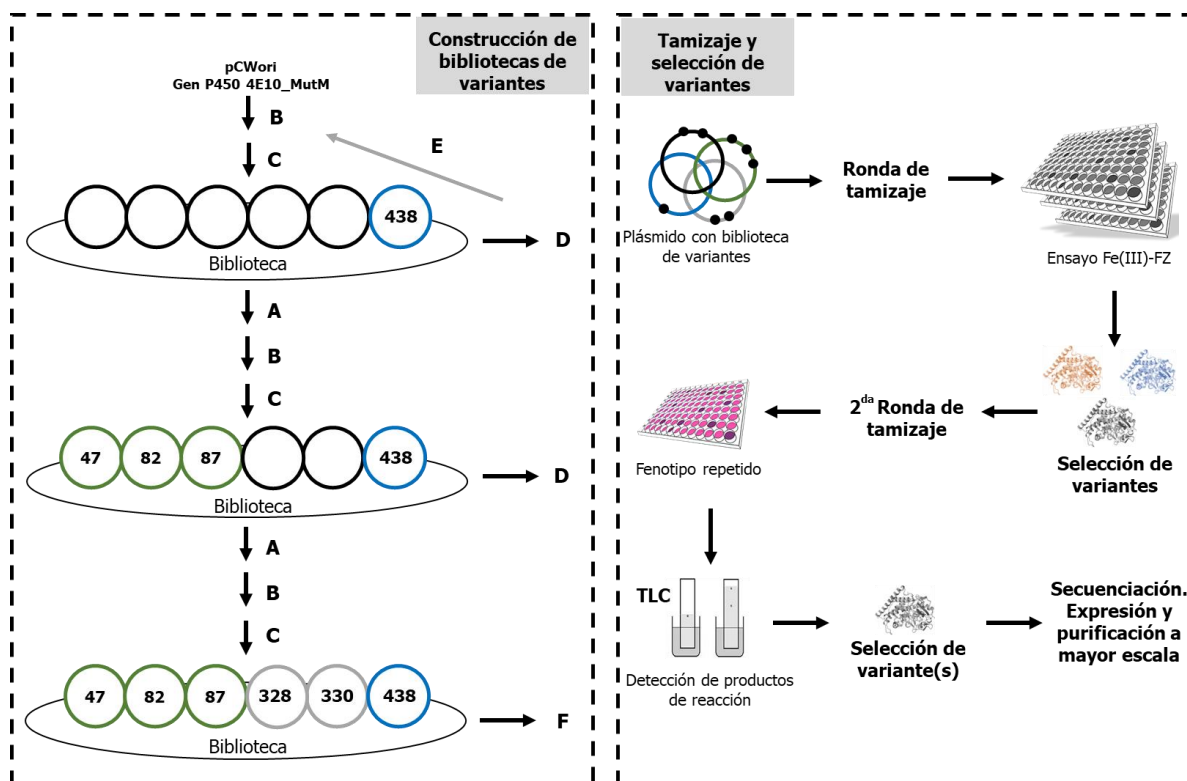 Construcción de
bibliotecas de
variantes
pCWori
Gen P450 4E10_MutM
B
E
C
438
Biblioteca
D
A
B
C
47 82 87 438
Biblioteca
D
A
B
C
47 82 87 328 330 438
Biblioteca
F
Tamizaje y
selección de
variantes
Plásmido con biblioteca
de variantes
Ronda de
tamizaje
Ensayo Fe(III)-FZ
Selección de
variantes
2da Ronda de
tamizaje
Fenotipo repetido
TLC
Detección de productos
de reacción
Selección de
variante(s)
Secuenciación.
Expresión y
purificación a
mayor escala